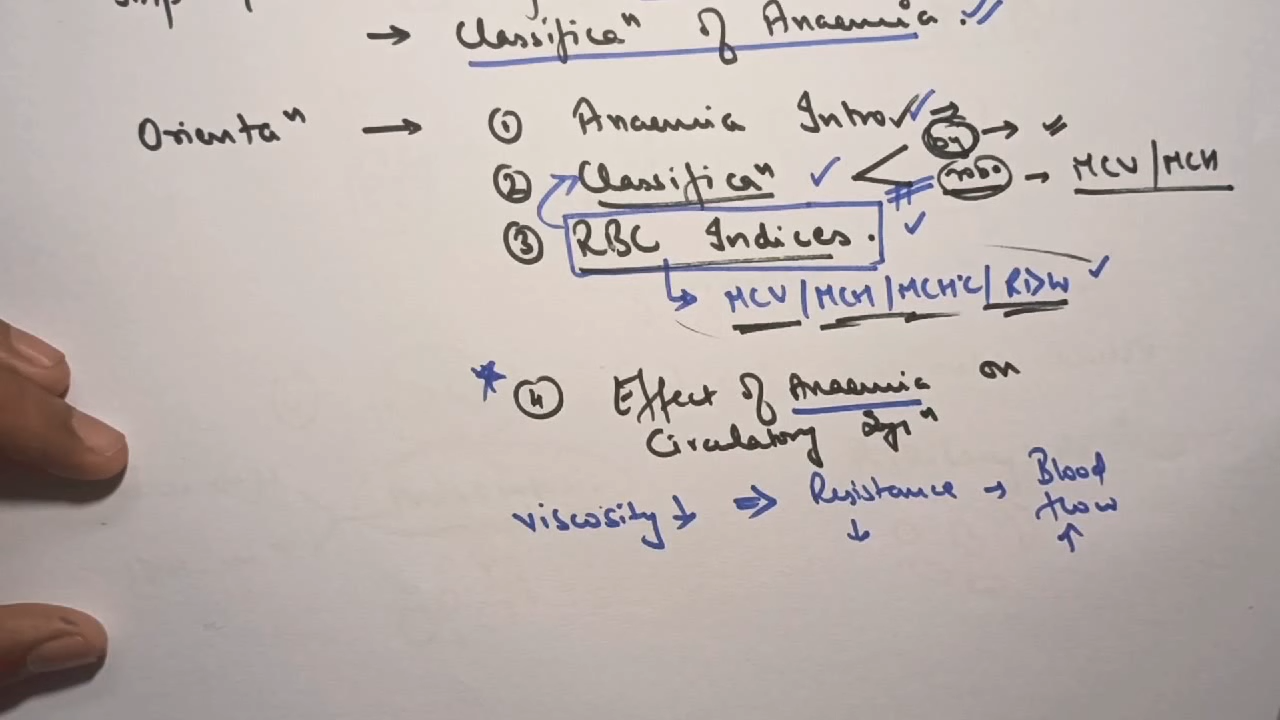 → Classificaⁿ of Anaemia.
Orientaⁿ → ① Anaemia Intro
② Classificaⁿ
→ MCV | MCH
③ RBC Indices.
MCV | MCH | MCHC | RDW
④ Effect of Anaemia on
Circulatory Sysⁿ
viscosity ↓ ⇒ Resistance ↓ → Blood flow ↑